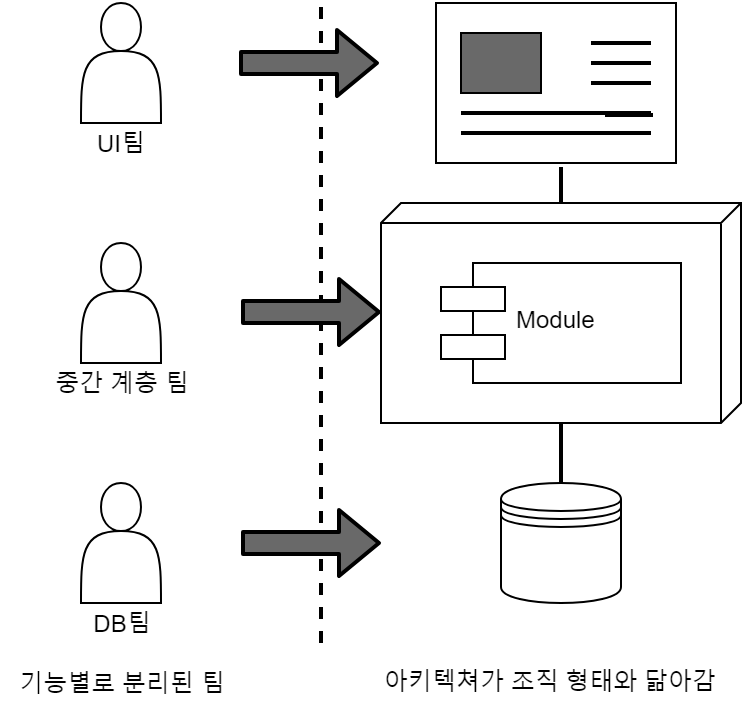 UI팀
Module
중간 계층 팀
DB팀
기능별로 분리된 팀
아키텍쳐가 조직 형태와 닮아감